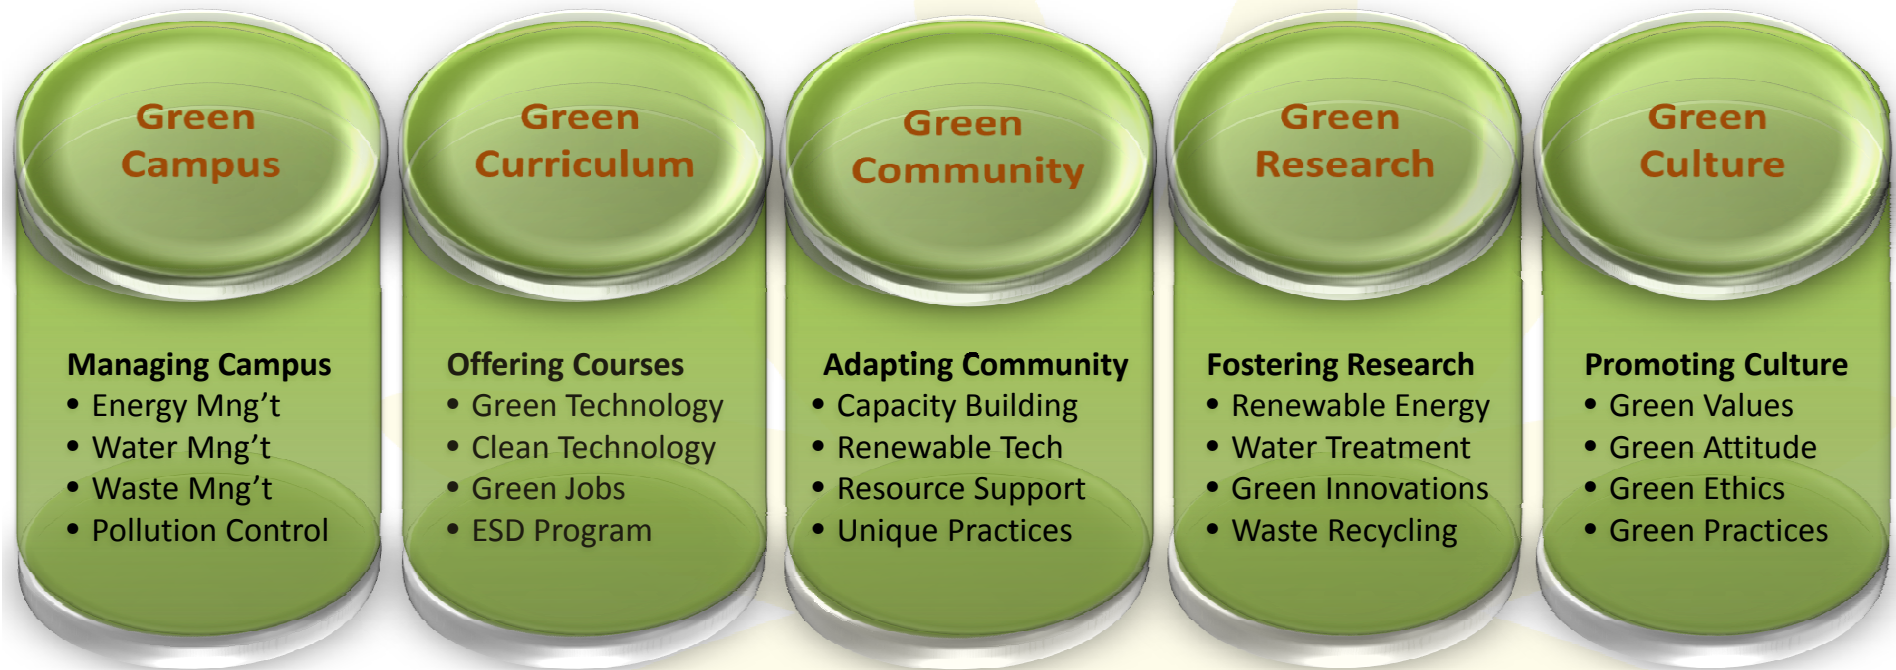 Green
Campus
Managing Campus
• Energy Mng’t
• Water Mng’t
• Waste Mng’t
• Pollution Control
Green
Curriculum
Offering Courses
• Green Technology
• Clean Technology
• Green Jobs
• ESD Program
Green
Community
Adapting Community
• Capacity Building
• Renewable Tech
• Resource Support
• Unique Practices
Green
Research
Fostering Research
• Renewable Energy
• Water Treatment
• Green Innovations
• Waste Recycling
Green
Culture
Promoting Culture
• Green Values
• Green Attitude
• Green Ethics
• Green Practices